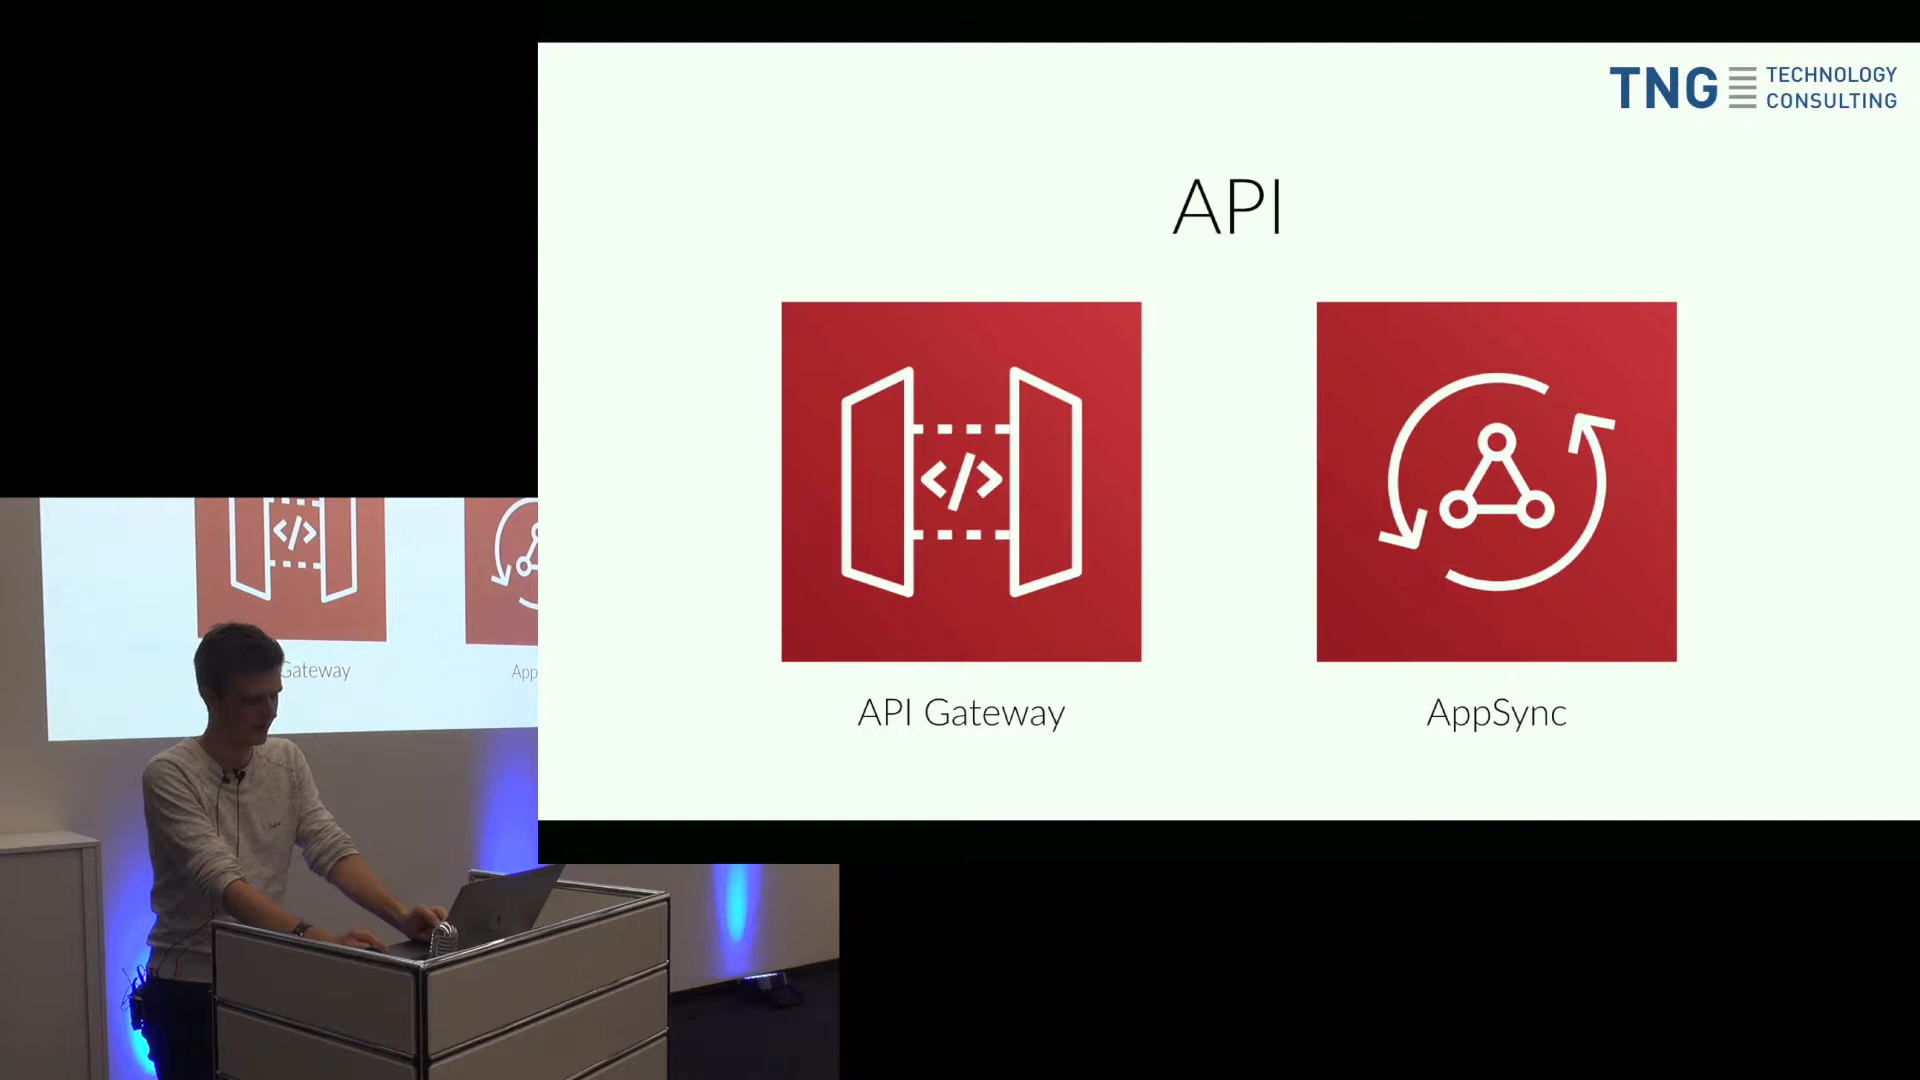 TNG TECHNOLOGY
CONSULTING
API
</>
</>
API Gateway
AppSync
Gateway
App